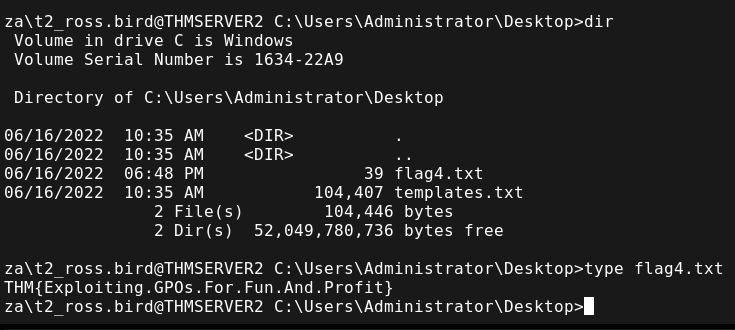 za\t2_ross.bird@THMSERVER2 C:\Users\Administrator\Desktop>dir
 Volume in drive C is Windows
 Volume Serial Number is 1634-22A9

 Directory of C:\Users\Administrator\Desktop

06/16/2022  10:35 AM    <DIR>          .
06/16/2022  10:35 AM    <DIR>          ..
06/16/2022  06:48 PM                39 flag4.txt
06/16/2022  10:35 AM           104,407 templates.txt
               2 File(s)        104,446 bytes
               2 Dir(s)  52,049,780,736 bytes free

za\t2_ross.bird@THMSERVER2 C:\Users\Administrator\Desktop>type flag4.txt
THM{Exploiting.GPOs.For.Fun.And.Profit}
za\t2_ross.bird@THMSERVER2 C:\Users\Administrator\Desktop>